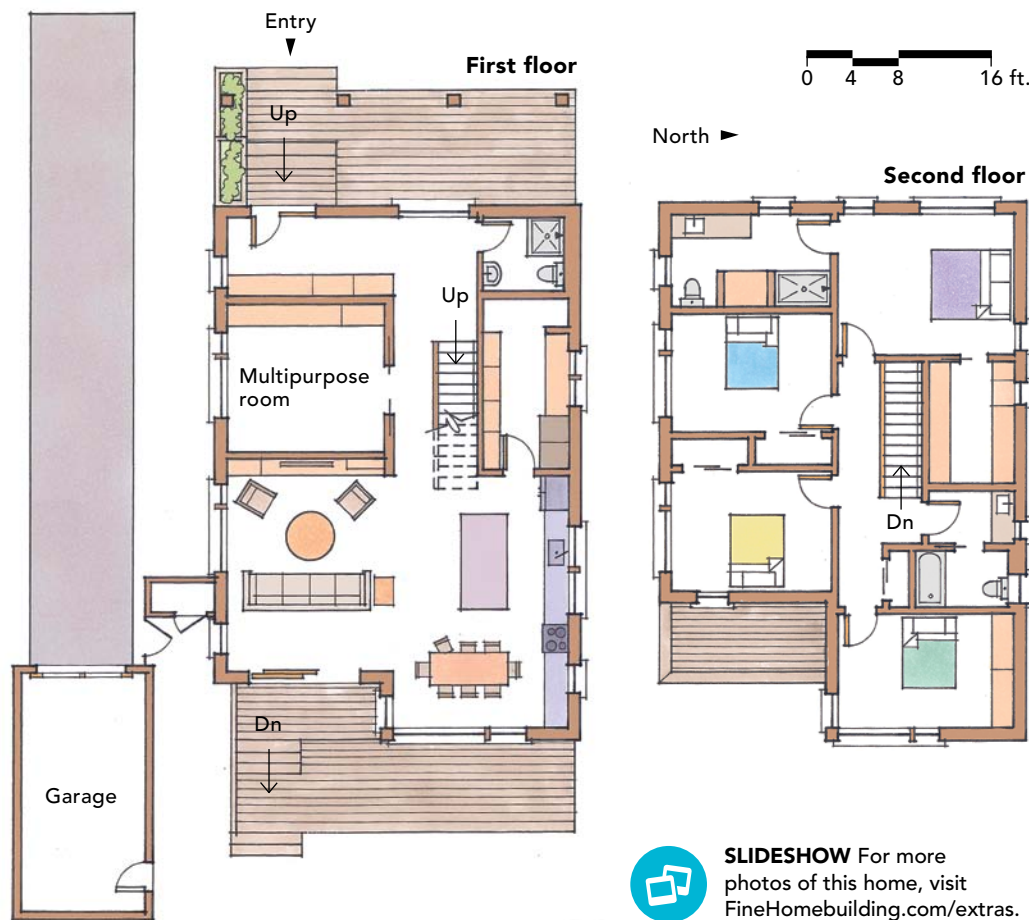 Entry
First floor
0 4 8 16 ft.
Up
North
Second floor
Up
Multipurpose
room
Dn
Dn
Garage
SLIDESHOW For more
photos of this home, visit
FineHomebuilding.com/extras.